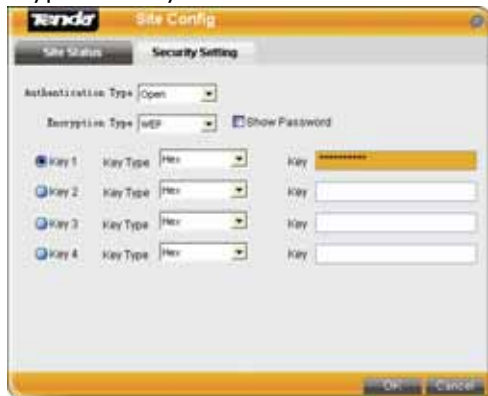 Tenda Site Config
Site Status Security Setting
Authentication Type Open
Encryption Type WEP Show Password
Key 1 Key Type Hex Key **********
Key 2 Key Type Hex Key
Key 3 Key Type Hex Key
Key 4 Key Type Hex Key
OK Cancel